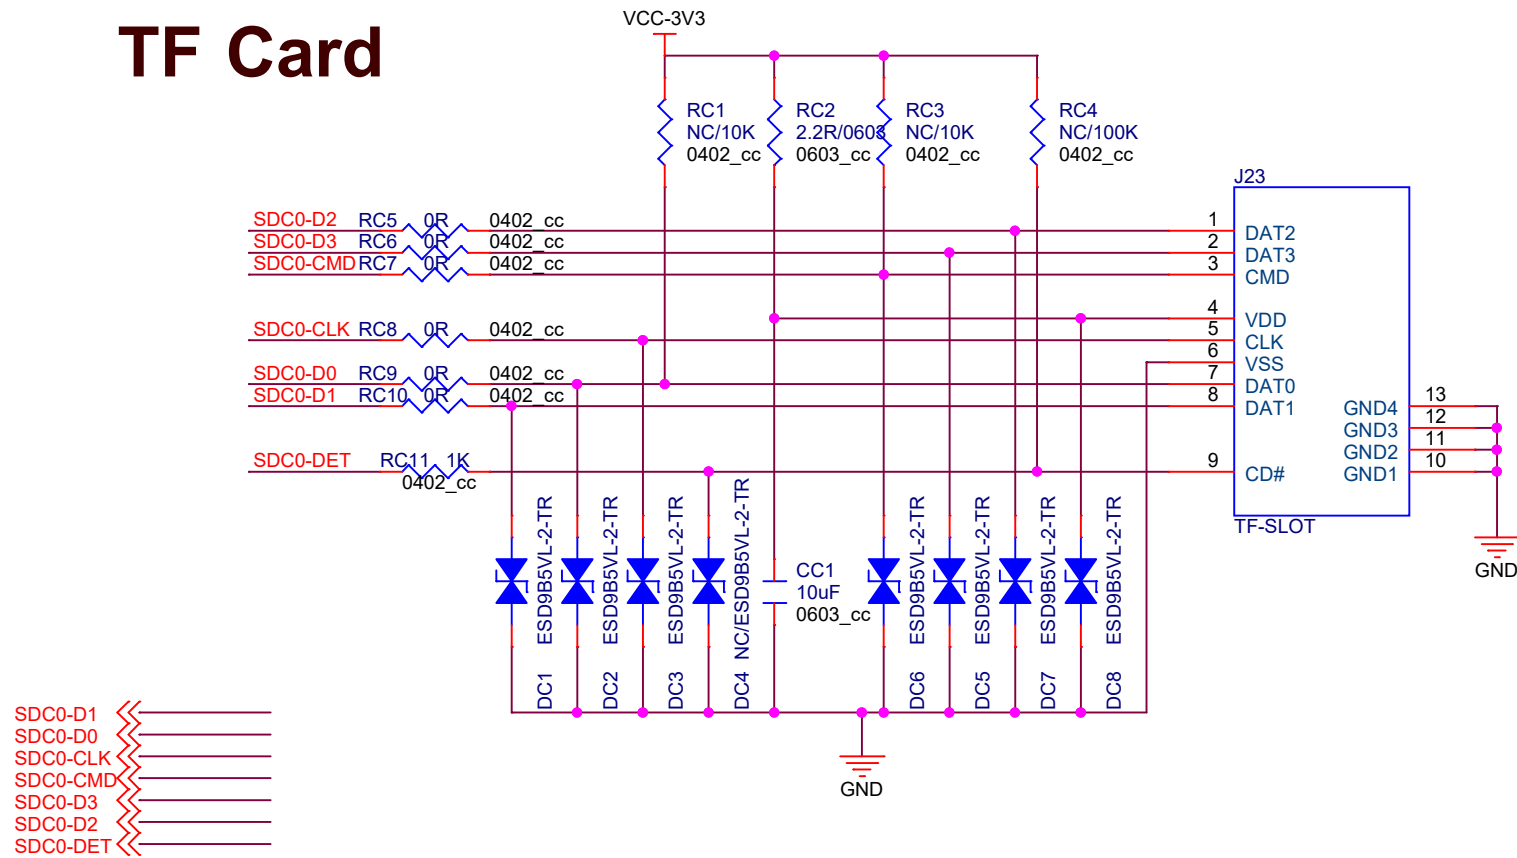 TF Card
VCC-3V3
RC1
NC/10K
0402_cc
RC2
2.2R/0603
0603_cc
RC3
NC/10K
0402_cc
RC4
NC/100K
0402_cc
J23
SDC0-D2 RC5 0R 0402_cc 1 DAT2
SDC0-D3 RC6 0R 0402_cc 2 DAT3
SDC0-CMD RC7 0R 0402_cc 3 CMD
4 VDD
SDC0-CLK RC8 0R 0402_cc 5 CLK
6 VSS
SDC0-D0 RC9 0R 0402_cc 7 DAT0
SDC0-D1 RC10 0R 0402_cc 8 DAT1
SDC0-DET RC11 1K 9 CD#
0402_cc
GND4 13
GND3 12
GND2 11
GND1 10
TF-SLOT
GND
DC1 ESD9B5VL-2-TR
DC2 ESD9B5VL-2-TR
DC3 ESD9B5VL-2-TR
DC4 NC/ESD9B5VL-2-TR
CC1
10uF
0603_cc
DC6 ESD9B5VL-2-TR
DC5 ESD9B5VL-2-TR
DC7 ESD9B5VL-2-TR
DC8 ESD9B5VL-2-TR
GND
SDC0-D1
SDC0-D0
SDC0-CLK
SDC0-CMD
SDC0-D3
SDC0-D2
SDC0-DET